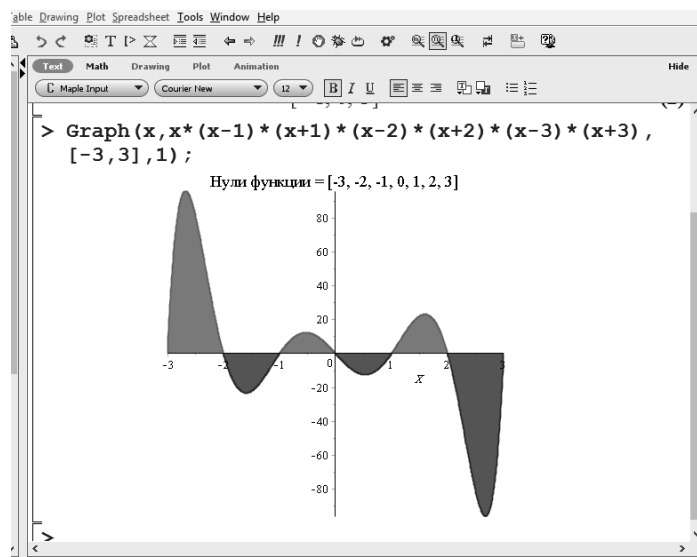 able Drawing Plot Spreadsheet Tools Window Help
Text Math Drawing Plot Animation Hide
C Maple Input Courier New 12 B I U
> Graph(x,x*(x-1)*(x+1)*(x-2)*(x+2)*(x-3)*(x+3),
[-3,3],1);
Нули функции = [-3, -2, -1, 0, 1, 2, 3]
80
60
40
20
-3 -2 -1 0 1 2 3
x
-20
-40
-60
-80
>